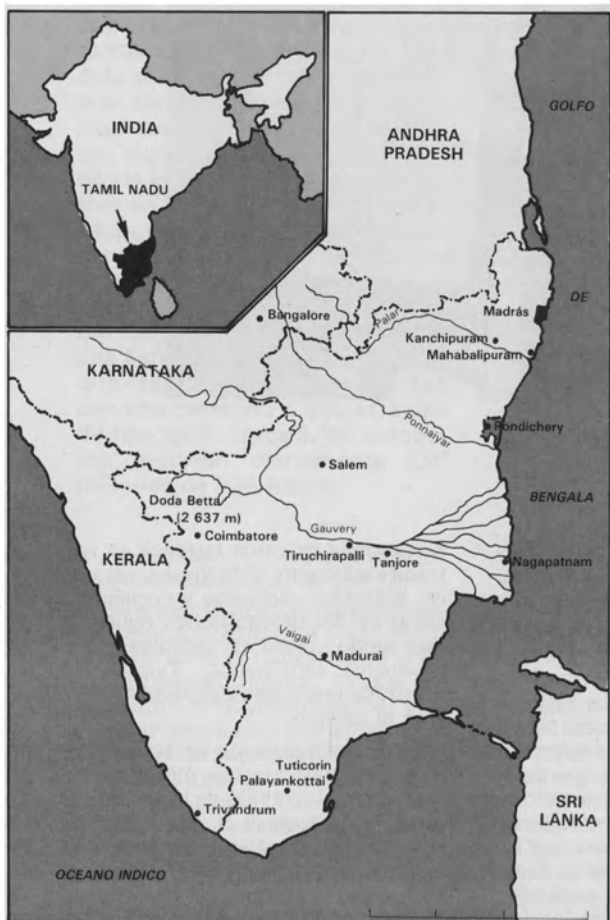 INDIA
TAMIL NADU
GOLFO
ANDHRA
PRADESH
DE
Bangalore
Palar
Madrás
Kanchipuram
Mahabalipuram
KARNATAKA
Ponnaiyar
Pondichery
Salem
Doda Betta
(2 637 m)
BENGALA
Coimbatore
Gauvery
KERALA
Tiruchirapalli
Tanjore
Nagapatnam
Vaigai
Madurai
Tuticorin
Palayankottai
SRI
LANKA
Trivandrum
OCEANO INDICO